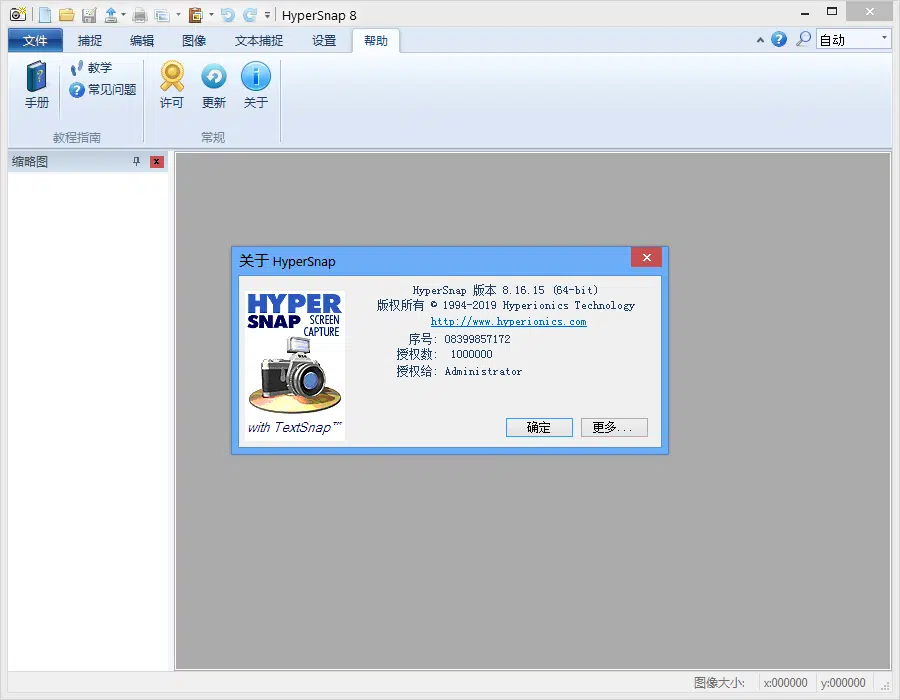 HyperSnap 8
文件 捕捉 编辑 图像 文本捕捉 设置 帮助 自动
手册
教学
常见问题
许可 更新 关于
教程指南 常规
缩略图
关于 HyperSnap
HYPER
SNAP SCREEN
CAPTURE
with TextSnap™
HyperSnap 版本 8.16.15 (64-bit)
版权所有 © 1994-2019 Hyperionics Technology
http://www.hyperionics.com
序号: 08399857172
授权数: 1000000
授权给: Administrator
确定 更多...
图像大小: x:000000 y:000000